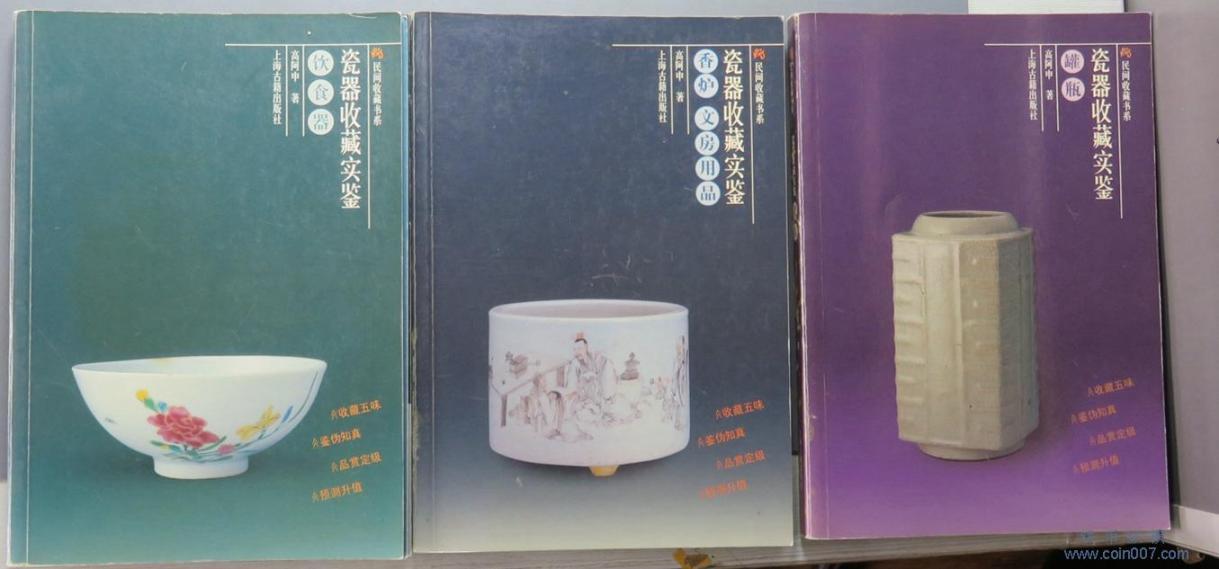 民间收藏书系
瓷器收藏实鉴
饮食器
高阿申 著
上海古籍出版社
收藏五味
鉴伪知真
品赏定级
预测升值
民间收藏书系
瓷器收藏实鉴
香炉 文房用品
高阿申 著
上海古籍出版社
收藏五味
鉴伪知真
品赏定级
预测升值
民间收藏书系
瓷器收藏实鉴
罐瓶
高阿申 著
上海古籍出版社
收藏五味
鉴伪知真
品赏定级
预测升值
www.coin007.com